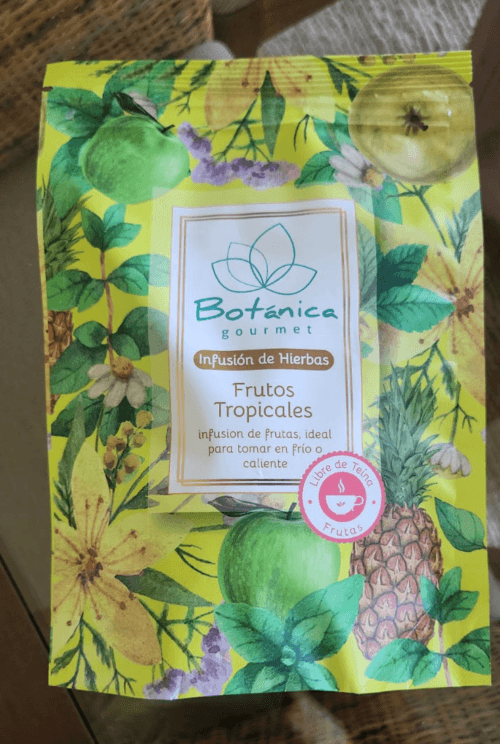 Botánica
gourmet
Infusión de Hierbas
Frutos
Tropicales
infusion de frutas, ideal
para tomar en frío o
caliente
Libre de Teína
Frutas